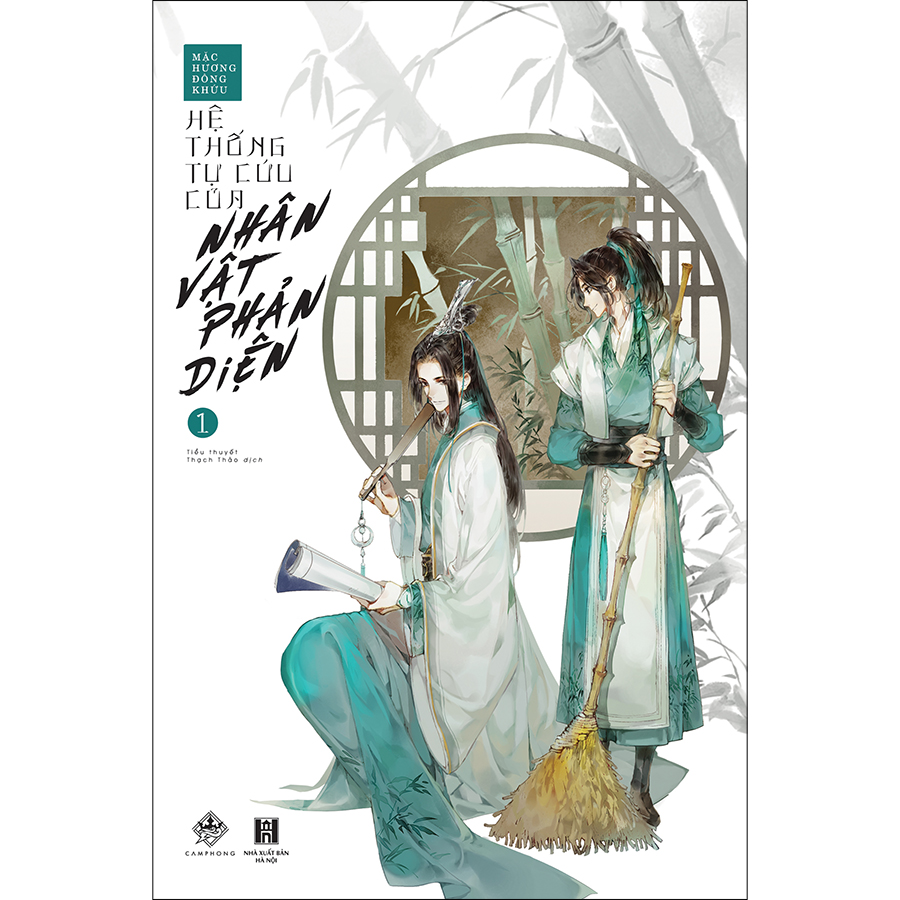 MẶC
HƯƠNG
ĐỒNG
KHỨU
HỆ
THỐNG
TỰ CỨU
CỦA
NHÂN
VẬT
PHẢN
DIỆN
1
Tiểu thuyết
Thạch Thảo dịch
CAMPHONG
NHÀ XUẤT BẢN
HÀ NỘI